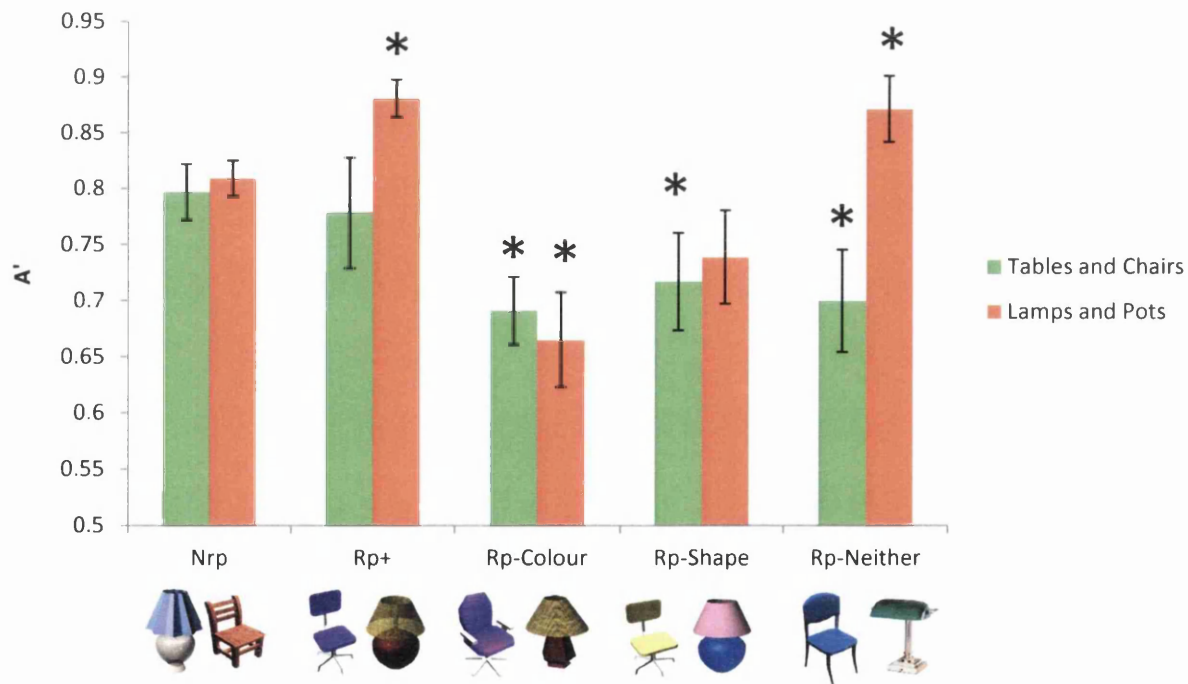 0.95
0.9
0.85
0.8
0.75
0.7
0.65
0.6
0.55
0.5
A'
* * * * * * *
Tables and Chairs
Lamps and Pots
Nrp Rp+ Rp-Colour Rp-Shape Rp-Neither